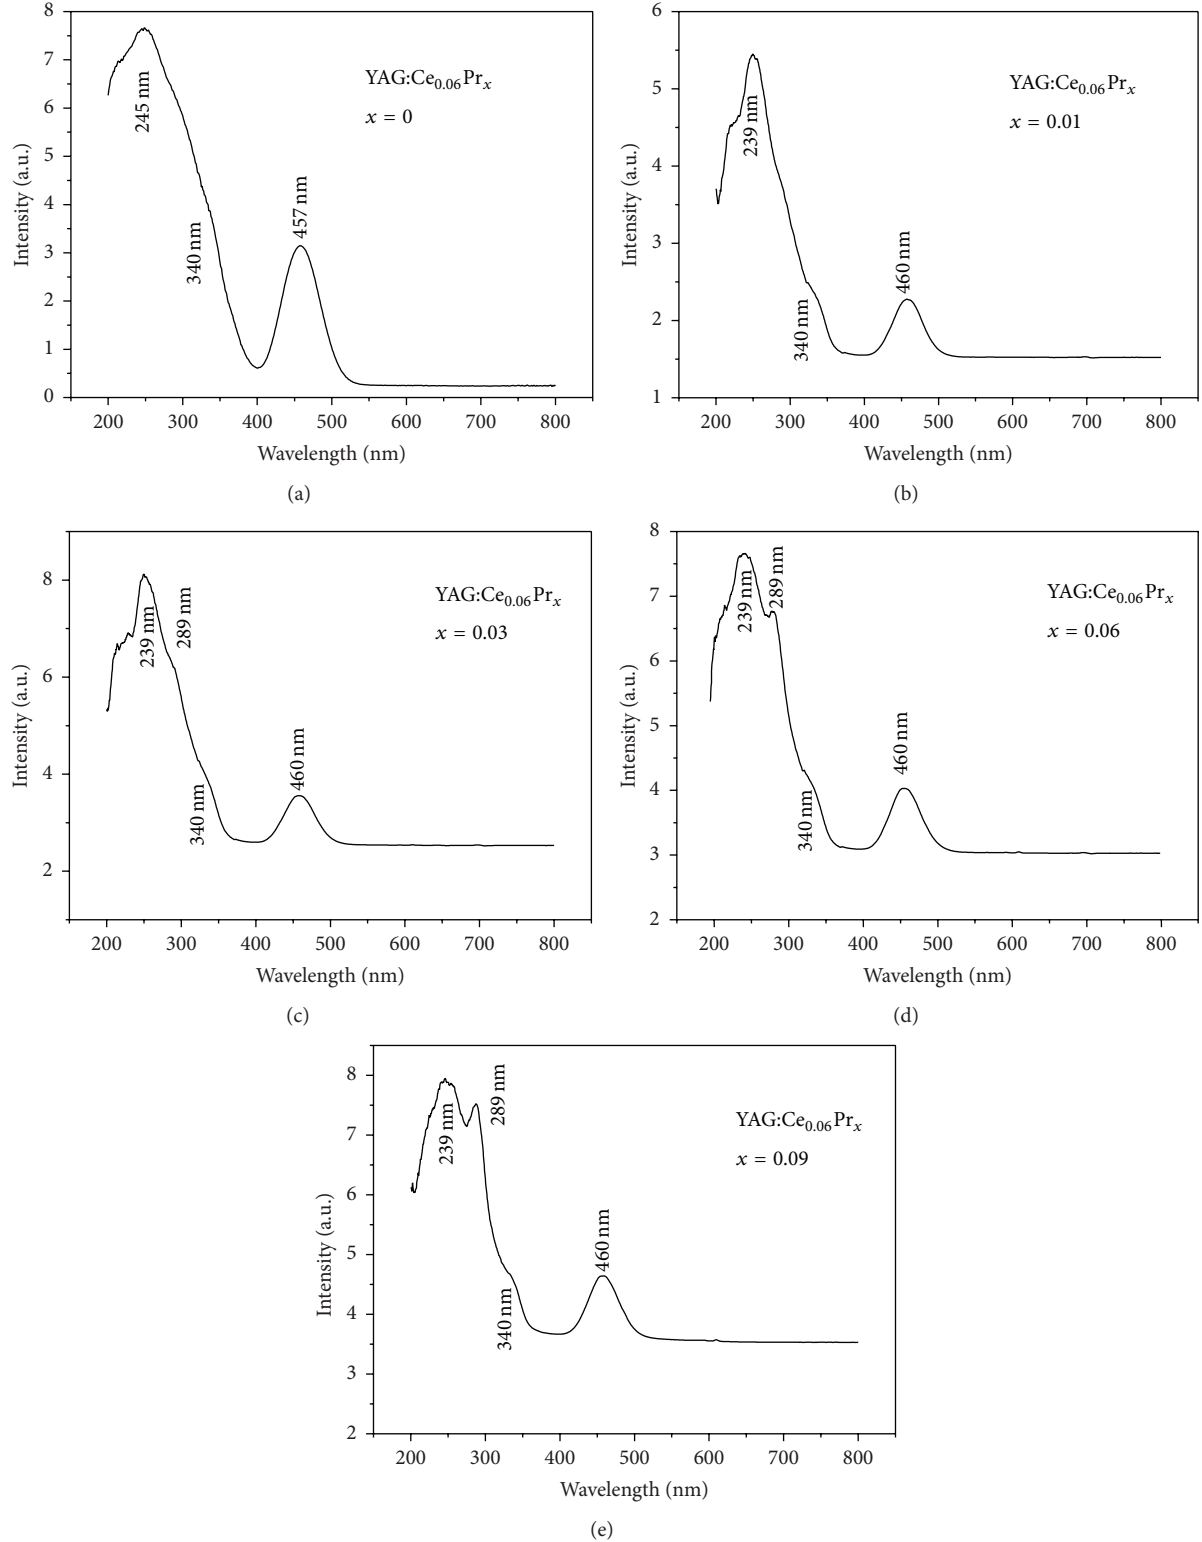 8
7
6
5
4
3
2
1
0
Intensity (a.u.)
245 nm
340 nm
457 nm
YAG:Ce0.06Prx
x = 0
200 300 400 500 600 700 800
Wavelength (nm)
(a)
6
5
4
3
2
1
Intensity (a.u.)
239 nm
340 nm
460 nm
YAG:Ce0.06Prx
x = 0.01
200 300 400 500 600 700 800
Wavelength (nm)
(b)
8
6
4
2
Intensity (a.u.)
239 nm
289 nm
340 nm
460 nm
YAG:Ce0.06Prx
x = 0.03
200 300 400 500 600 700 800
Wavelength (nm)
(c)
8
7
6
5
4
3
2
Intensity (a.u.)
239 nm
289 nm
340 nm
460 nm
YAG:Ce0.06Prx
x = 0.06
200 300 400 500 600 700 800
Wavelength (nm)
(d)
8
7
6
5
4
3
2
Intensity (a.u.)
239 nm
289 nm
340 nm
460 nm
YAG:Ce0.06Prx
x = 0.09
200 300 400 500 600 700 800
Wavelength (nm)
(e)